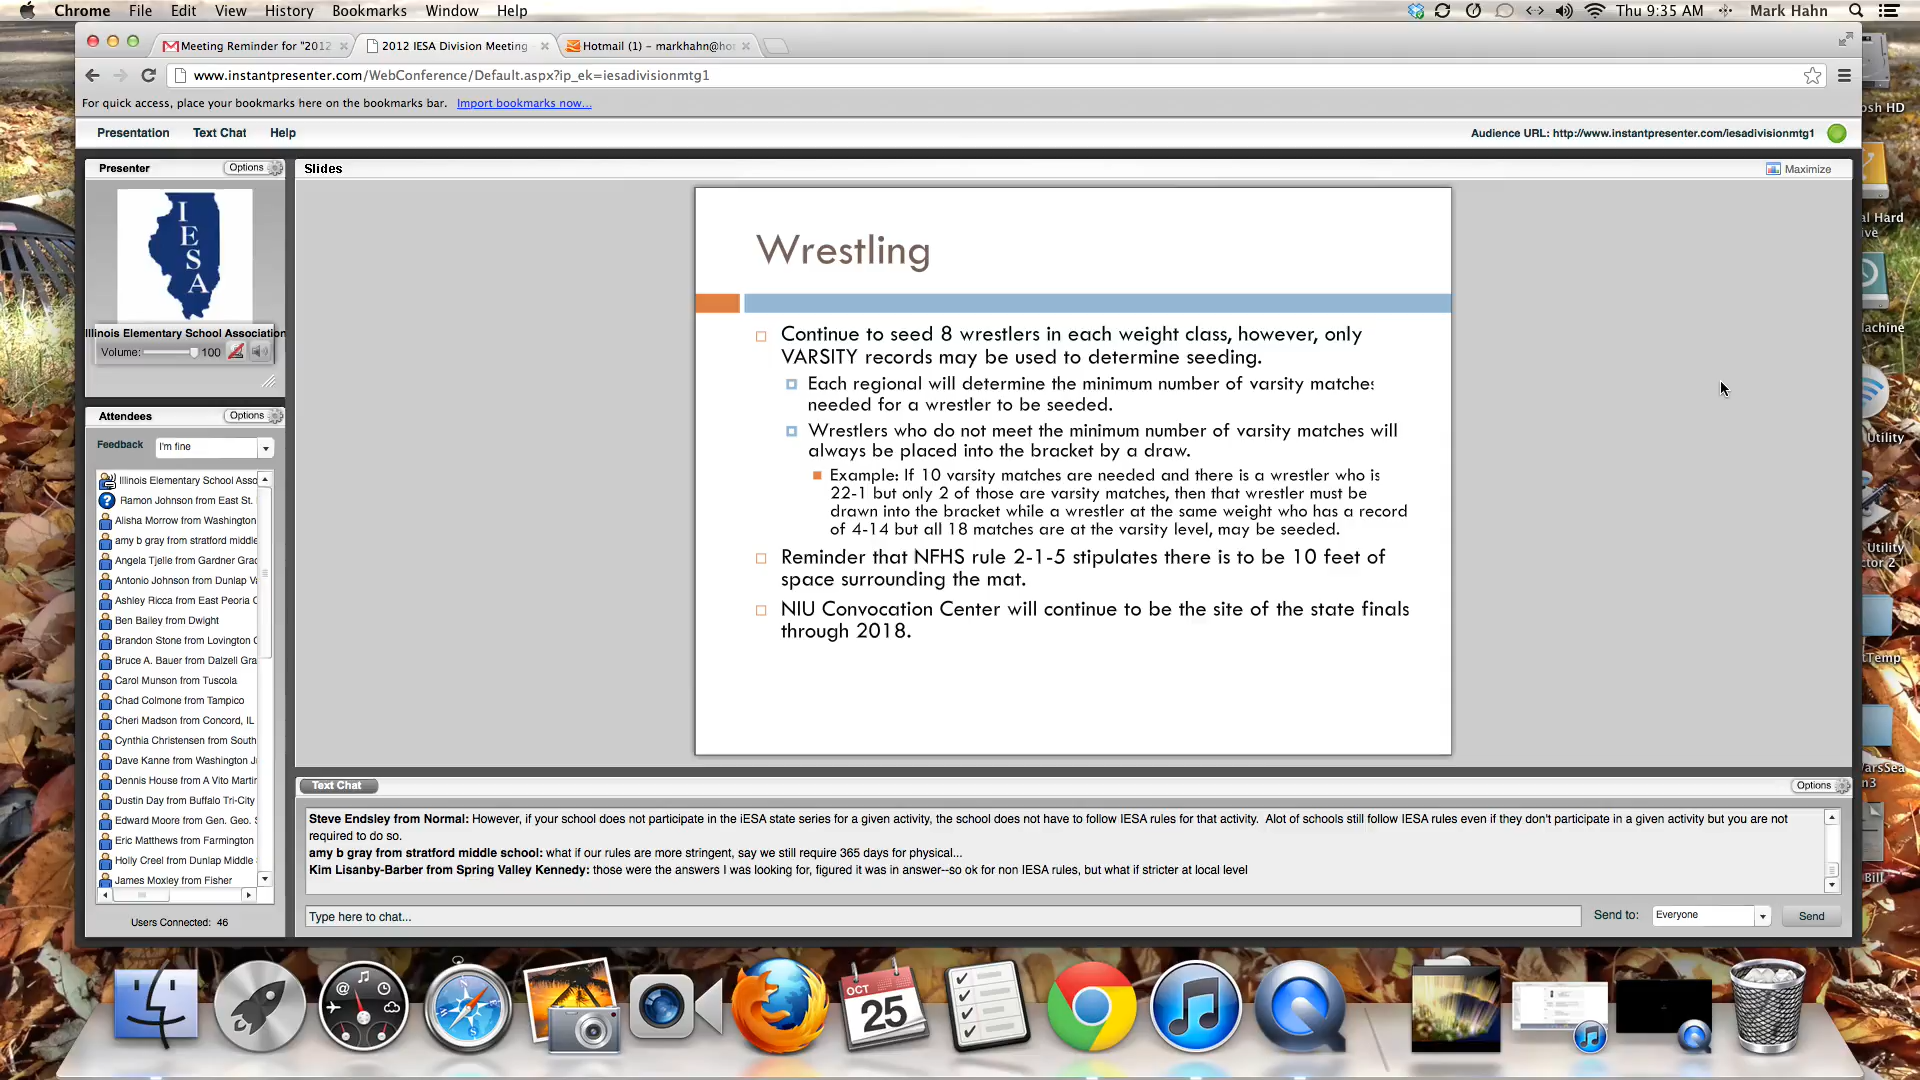 Chrome File Edit View History Bookmarks Window Help Thu 9:35 AM Mark Hahn
Meeting Reminder for "2012
2012 IESA Division Meeting
Hotmail (1) - markhahn@ho
www.instantpresenter.com/WebConference/Default.aspx?ip_ek=iesadivisionmtg1
For quick access, place your bookmarks here on the bookmarks bar. Import bookmarks now...
Presentation Text Chat Help Audience URL: http://www.instantpresenter.com/iesadivisionmtg1
Presenter Options
I
E
S
A
Illinois Elementary School Association
Volume: 100
Attendees Options
Feedback I'm fine
Illinois Elementary School Asso
Ramon Johnson from East St.
Alisha Morrow from Washington
amy b gray from stratford middle
Angela Tjelle from Gardner Grac
Antonio Johnson from Dunlap Va
Ashley Ricca from East Peoria C
Ben Bailey from Dwight
Brandon Stone from Lovington C
Bruce A. Bauer from Dalzell Gra
Carol Munson from Tuscola
Chad Colmone from Tampico
Cheri Madson from Concord, IL
Cynthia Christensen from South
Dave Kanne from Washington J
Dennis House from A Vito Martin
Dustin Day from Buffalo Tri-City
Edward Moore from Gen. Geo. S
Eric Matthews from Farmington
Holly Creel from Dunlap Middle
James Moxley from Fisher
Users Connected: 46
Slides Maximize
Wrestling
Continue to seed 8 wrestlers in each weight class, however, only
VARSITY records may be used to determine seeding.
Each regional will determine the minimum number of varsity matches
needed for a wrestler to be seeded.
Wrestlers who do not meet the minimum number of varsity matches will
always be placed into the bracket by a draw.
Example: If 10 varsity matches are needed and there is a wrestler who is
22-1 but only 2 of those are varsity matches, then that wrestler must be
drawn into the bracket while a wrestler at the same weight who has a record
of 4-14 but all 18 matches are at the varsity level, may be seeded.
Reminder that NFHS rule 2-1-5 stipulates there is to be 10 feet of
space surrounding the mat.
NIU Convocation Center will continue to be the site of the state finals
through 2018.
Text Chat Options
Steve Endsley from Normal: However, if your school does not participate in the iESA state series for a given activity, the school does not have to follow IESA rules for that activity. Alot of schools still follow IESA rules even if they don't participate in a given activity but you are not
required to do so.
amy b gray from stratford middle school: what if our rules are more stringent, say we still require 365 days for physical...
Kim Lisanby-Barber from Spring Valley Kennedy: those were the answers I was looking for, figured it was in answer--so ok for non IESA rules, but what if stricter at local level
Type here to chat... Send to: Everyone Send
osh HD
al Hard
ive
achine
Utility
Utility
ctor 2
tTemp
arsSea
n3
Bill
OCT
25